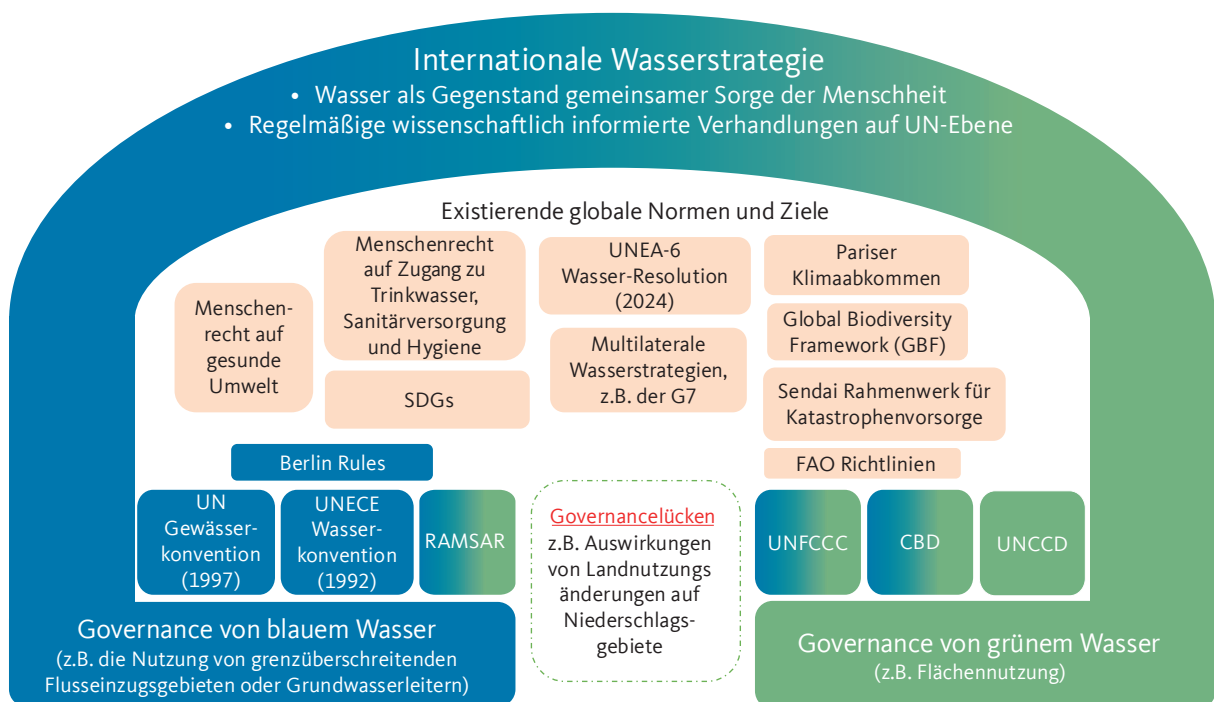 Internationale Wasserstrategie
• Wasser als Gegenstand gemeinsamer Sorge der Menschheit
• Regelmäßige wissenschaftlich informierte Verhandlungen auf UN-Ebene
Existierende globale Normen und Ziele
Menschen-
recht auf
gesunde
Umwelt
Menschenrecht
auf Zugang zu
Trinkwasser,
Sanitärversorgung
und Hygiene
SDGs
UNEA-6
Wasser-Resolution
(2024)
Multilaterale
Wasserstrategien,
z.B. der G7
Pariser
Klimaabkommen
Global Biodiversity
Framework (GBF)
Sendai Rahmenwerk für
Katastrophenvorsorge
FAO Richtlinien
Berlin Rules
UN
Gewässer-
konvention
(1997)
UNECE
Wasser-
konvention
(1992)
RAMSAR
Governancelücken
z.B. Auswirkungen
von Landnutzungs
änderungen auf
Niederschlags-
gebiete
UNFCCC
CBD
UNCCD
Governance von blauem Wasser
(z.B. die Nutzung von grenzüberschreitenden
Flusseinzugsgebieten oder Grundwasserleitern)
Governance von grünem Wasser
(z.B. Flächennutzung)